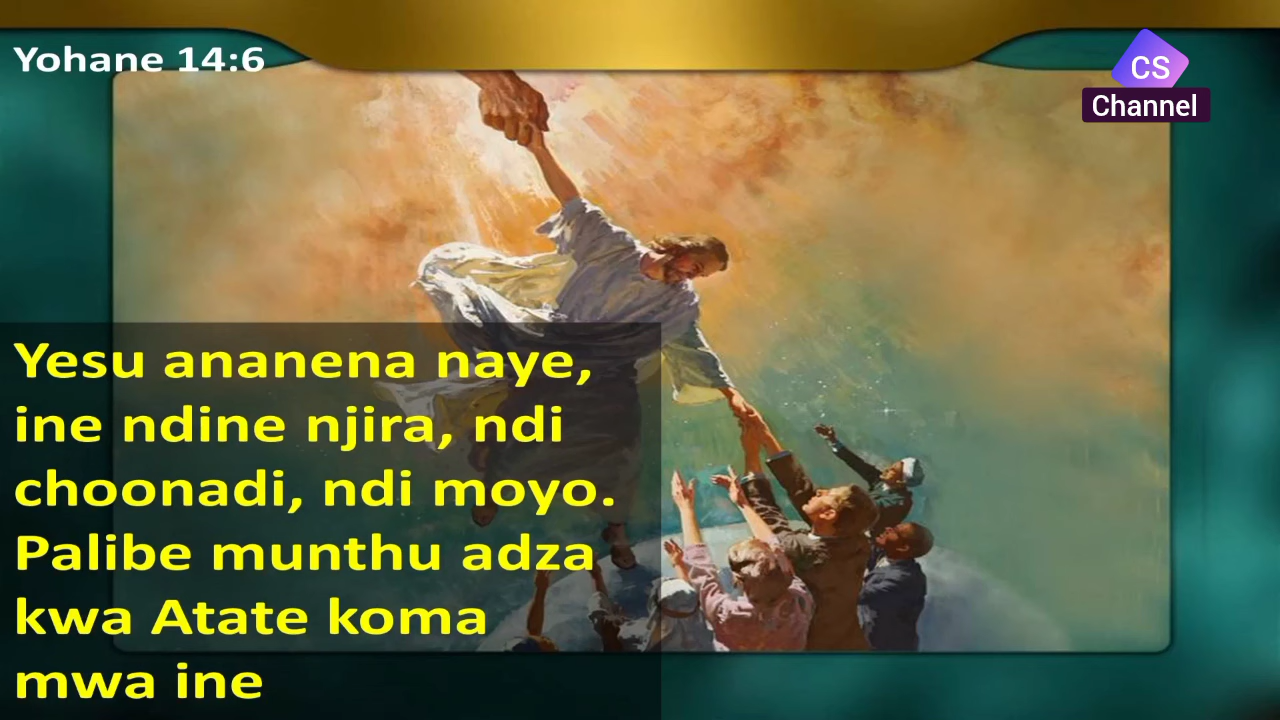 Yohane 14:6
CS
Channel
Yesu ananena naye,
ine ndine njira, ndi
choonadi, ndi moyo.
Palibe munthu adza
kwa Atate koma
mwa ine